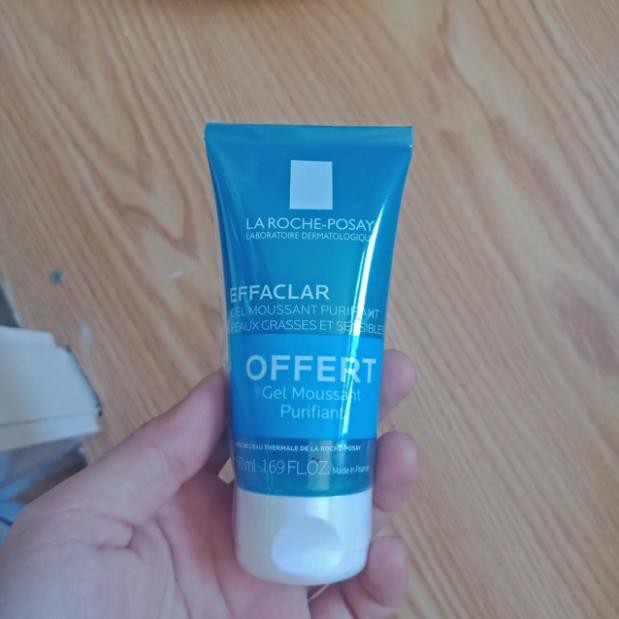 LA ROCHE-POSAY
LABORATOIRE DERMATOLOGIQUE
EFFACLAR
GEL MOUSSANT PURIFIANT
PEAUX GRASSES ET SENSIBLES
OFFERT
Gel Moussant
Purifiant
L'EAU THERMALE DE LA ROCHE-POSAY
50ml - 1.69 FL.OZ. Made in France